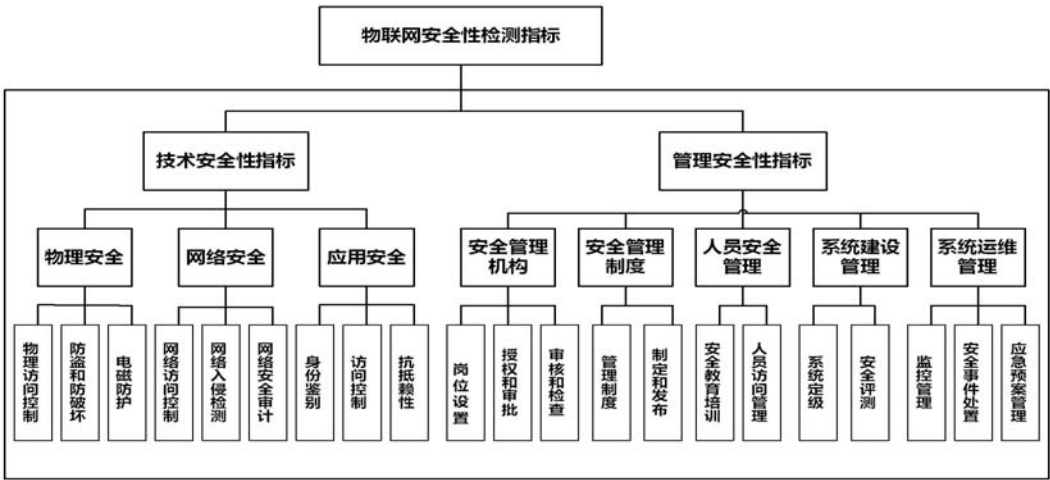 物联网安全性检测指标
技术安全性指标
管理安全性指标
物理安全
网络安全
应用安全
安全管理
机构
安全管理
制度
人员安全
管理
系统建设
管理
系统运维
管理
物理访问控制
防盗和防破坏
电磁防护
网络访问控制
网络入侵检测
网络安全审计
身份鉴别
访问控制
抗抵赖性
岗位设置
授权和审批
审核和检查
管理制度
制定和发布
安全教育培训
人员访问管理
系统定级
安全评测
监控管理
安全事件处置
应急预案管理